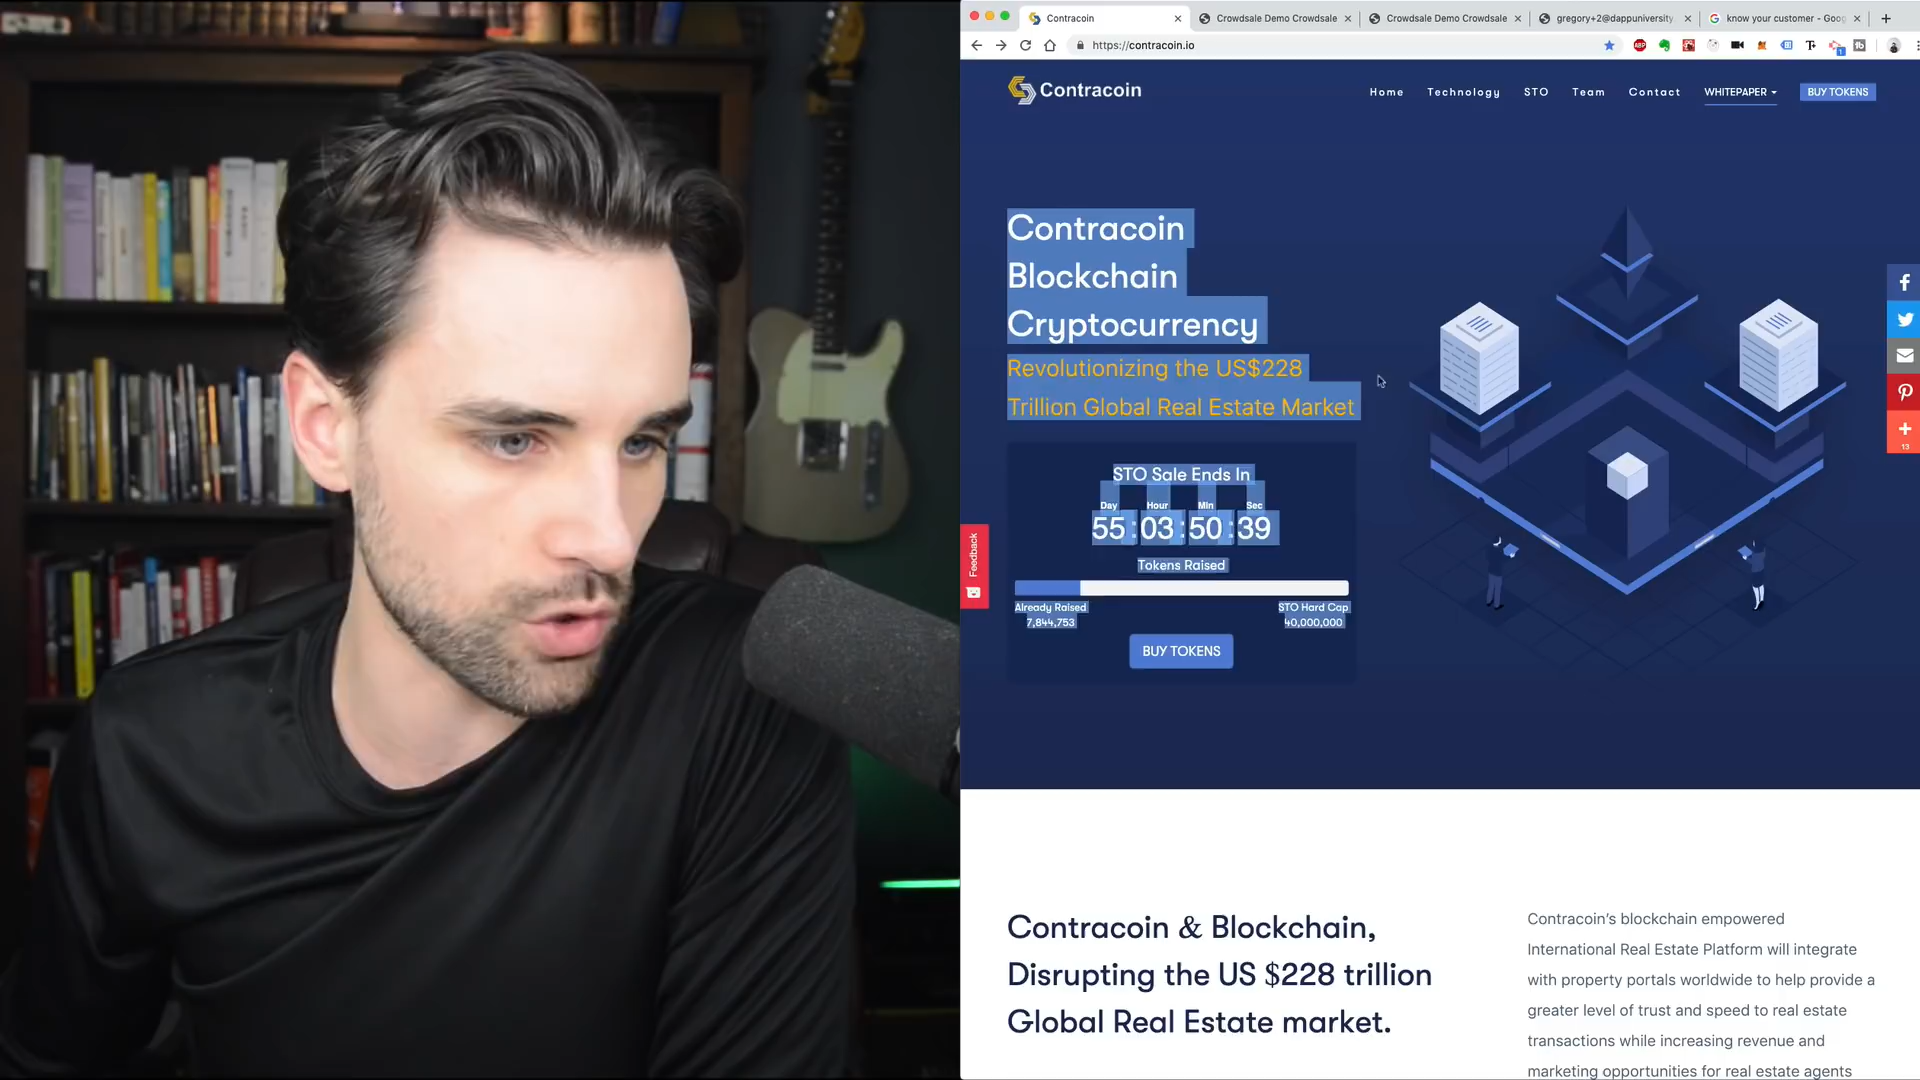 Contracoin
Crowdsale Demo Crowdsale
Crowdsale Demo Crowdsale
gregory+2@dappuniversity
know your customer - Goog
https://contracoin.io
Contracoin
Home Technology STO Team Contact WHITEPAPER BUY TOKENS
Contracoin
Blockchain
Cryptocurrency
Revolutionizing the US$228
Trillion Global Real Estate Market
STO Sale Ends In
Day Hour Min Sec
55 : 03 : 50 : 39
Tokens Raised
Already Raised STO Hard Cap
7,844,753 40,000,000
BUY TOKENS
Feedback
13
Contracoin & Blockchain,
Disrupting the US $228 trillion
Global Real Estate market.
Contracoin's blockchain empowered
International Real Estate Platform will integrate
with property portals worldwide to help provide a
greater level of trust and speed to real estate
transactions while increasing revenue and
marketing opportunities for real estate agents